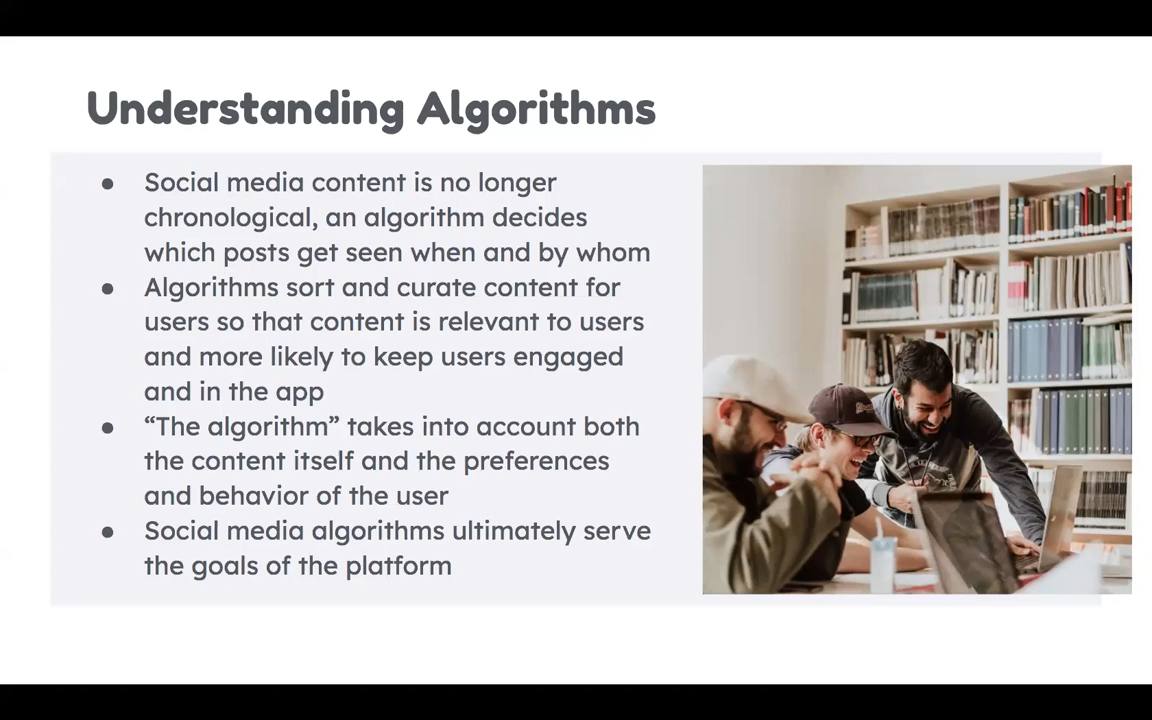 Understanding Algorithms
● Social media content is no longer
chronological, an algorithm decides
which posts get seen when and by whom
● Algorithms sort and curate content for
users so that content is relevant to users
and more likely to keep users engaged
and in the app
● “The algorithm” takes into account both
the content itself and the preferences
and behavior of the user
● Social media algorithms ultimately serve
the goals of the platform